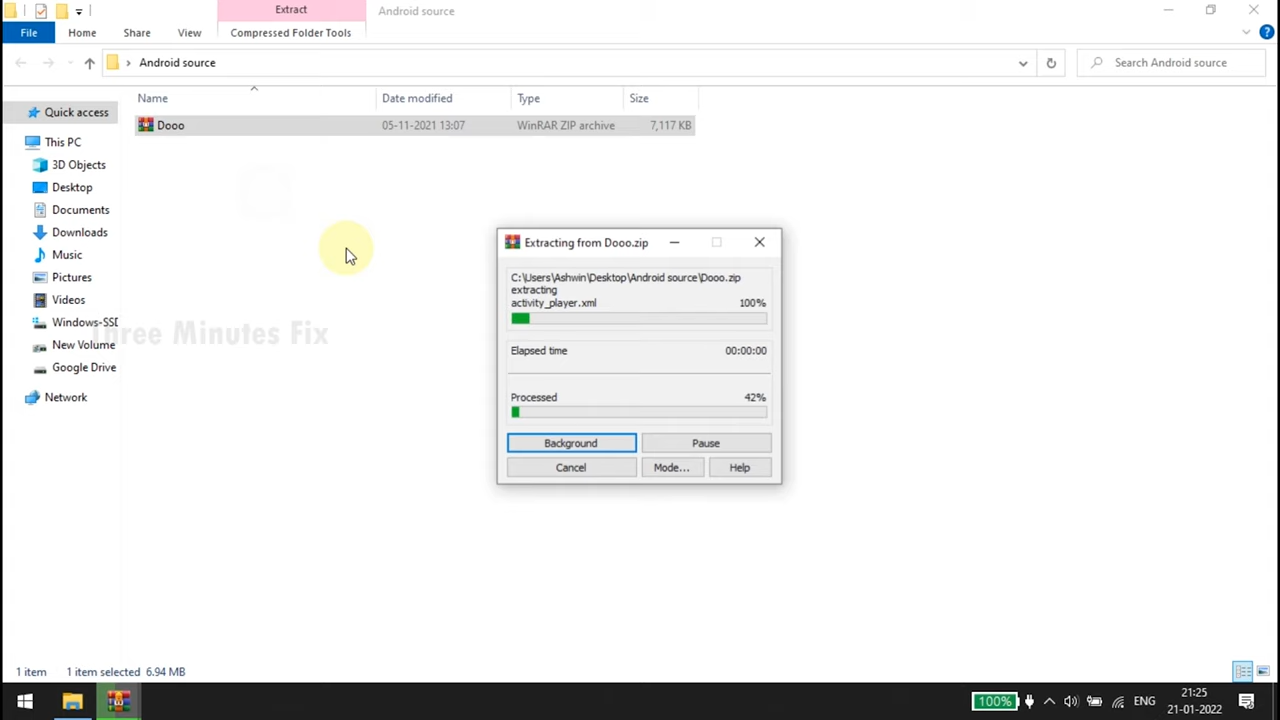 Extract
Android source
File
Home
Share
View
Compressed Folder Tools
Android source
Search Android source
Name
Date modified
Type
Size
Quick access
Dooo
05-11-2021 13:07
WinRAR ZIP archive
7,117 KB
This PC
3D Objects
Desktop
Documents
Downloads
Music
Pictures
Videos
Windows-SSD
New Volume
Google Drive
Network
Three Minutes Fix
Extracting from Dooo.zip
C:\Users\Ashwin\Desktop\Android source\Dooo.zip
extracting
activity_player.xml
100%
Elapsed time
00:00:00
Processed
42%
Background
Pause
Cancel
Mode...
Help
1 item
1 item selected 6.94 MB
100%
ENG
21:25
21-01-2022